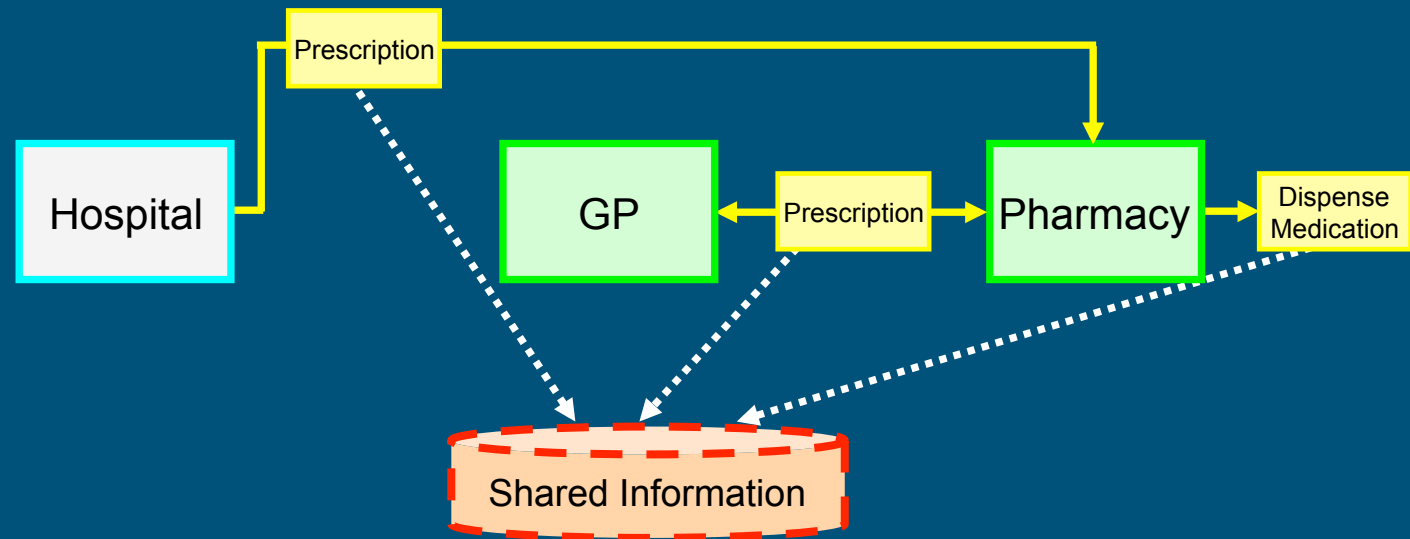 Prescription
Hospital
GP
Prescription
Pharmacy
Dispense
Medication
Shared Information